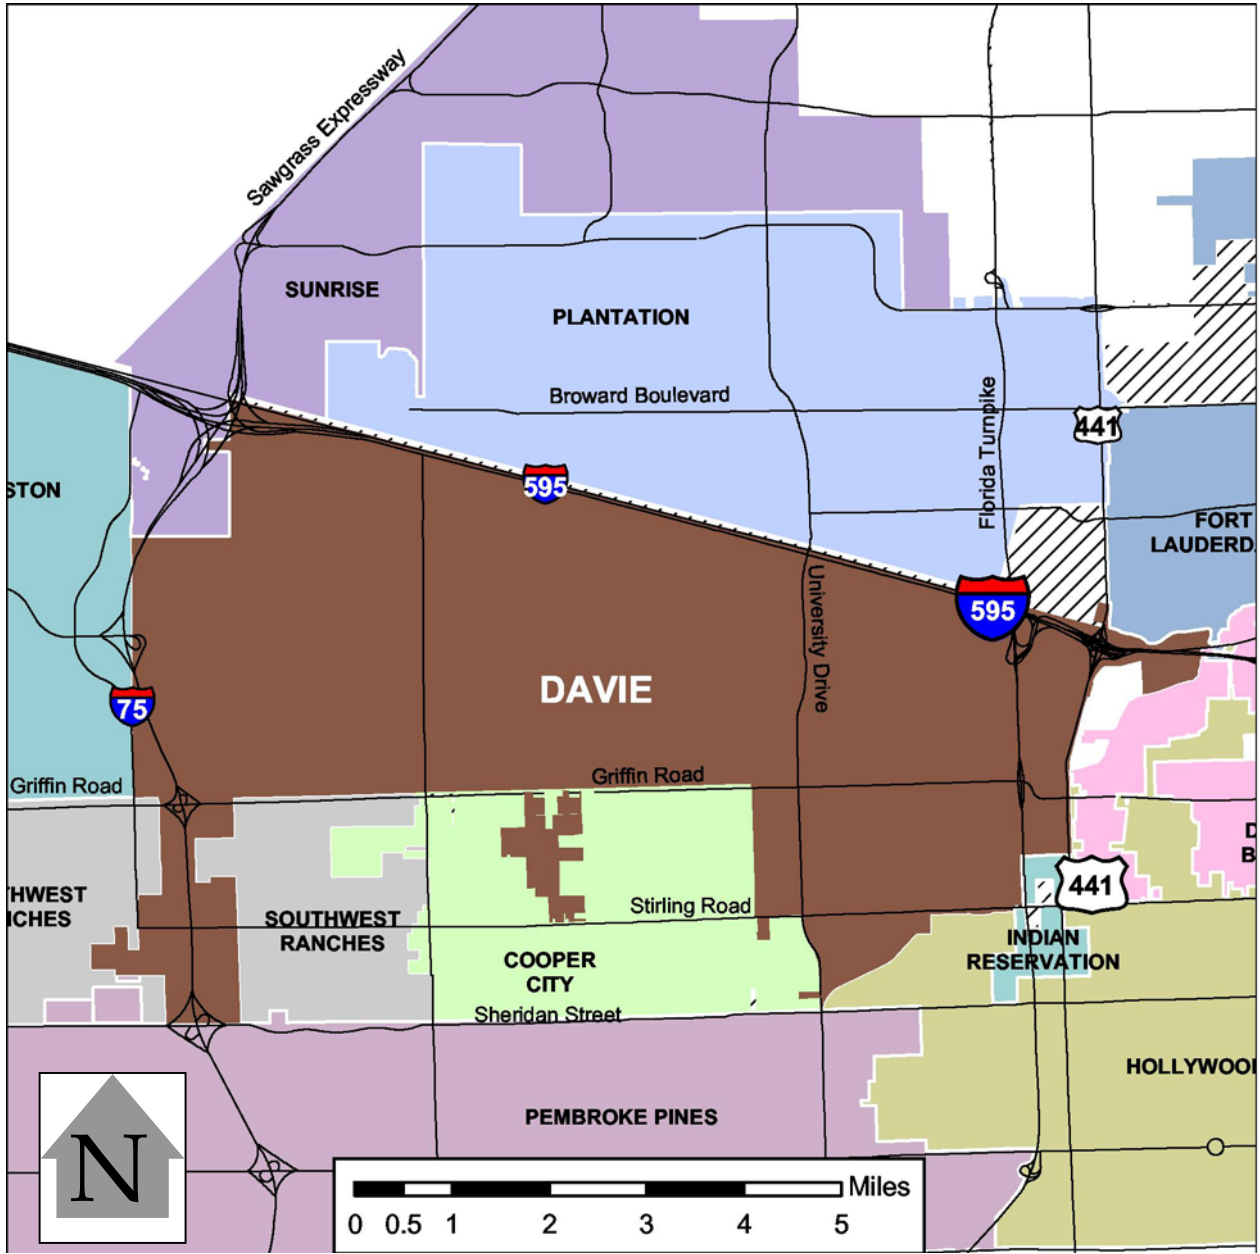 Sawgrass Expressway
SUNRISE
PLANTATION
Broward Boulevard
Florida Turnpike
441
STON
595
FORT
LAUDERD
University Drive
595
DAVIE
75
Griffin Road
Griffin Road
D
B
THWEST
NCHES
441
Stirling Road
SOUTHWEST
RANCHES
INDIAN
RESERVATION
COOPER
CITY
Sheridan Street
HOLLYWOO
PEMBROKE PINES
N
Miles
0 0.5 1 2 3 4 5